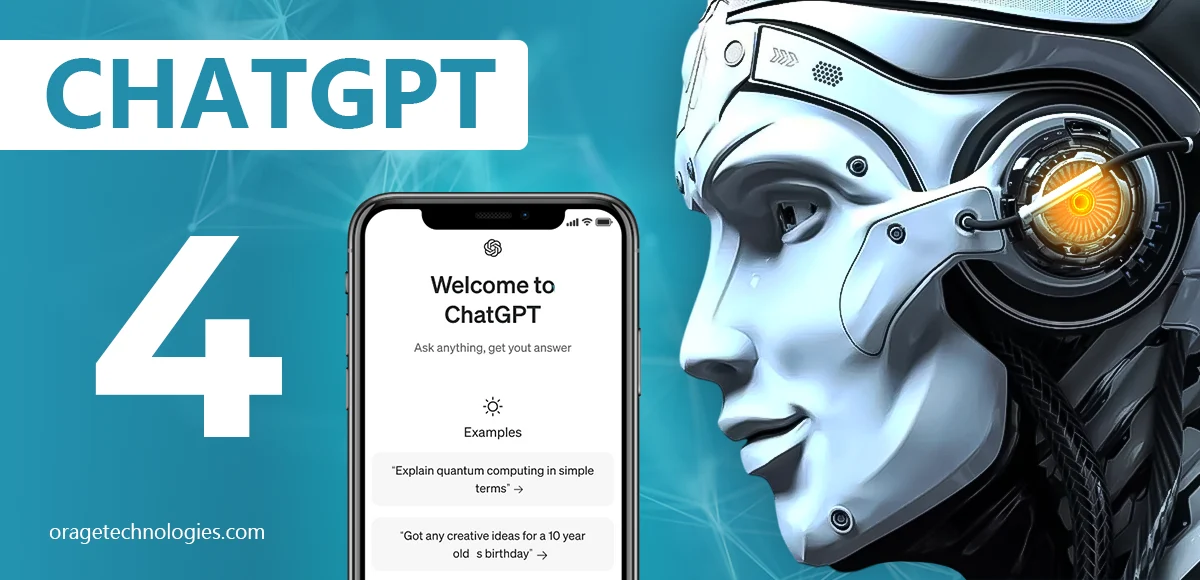 CHATGPT
4
Welcome to
ChatGPT
Ask anything, get yout answer
Examples
"Explain quantum computing in simple
terms" →
"Got any creative ideas for a 10 year
old s birthday" →
oragetechnologies.com